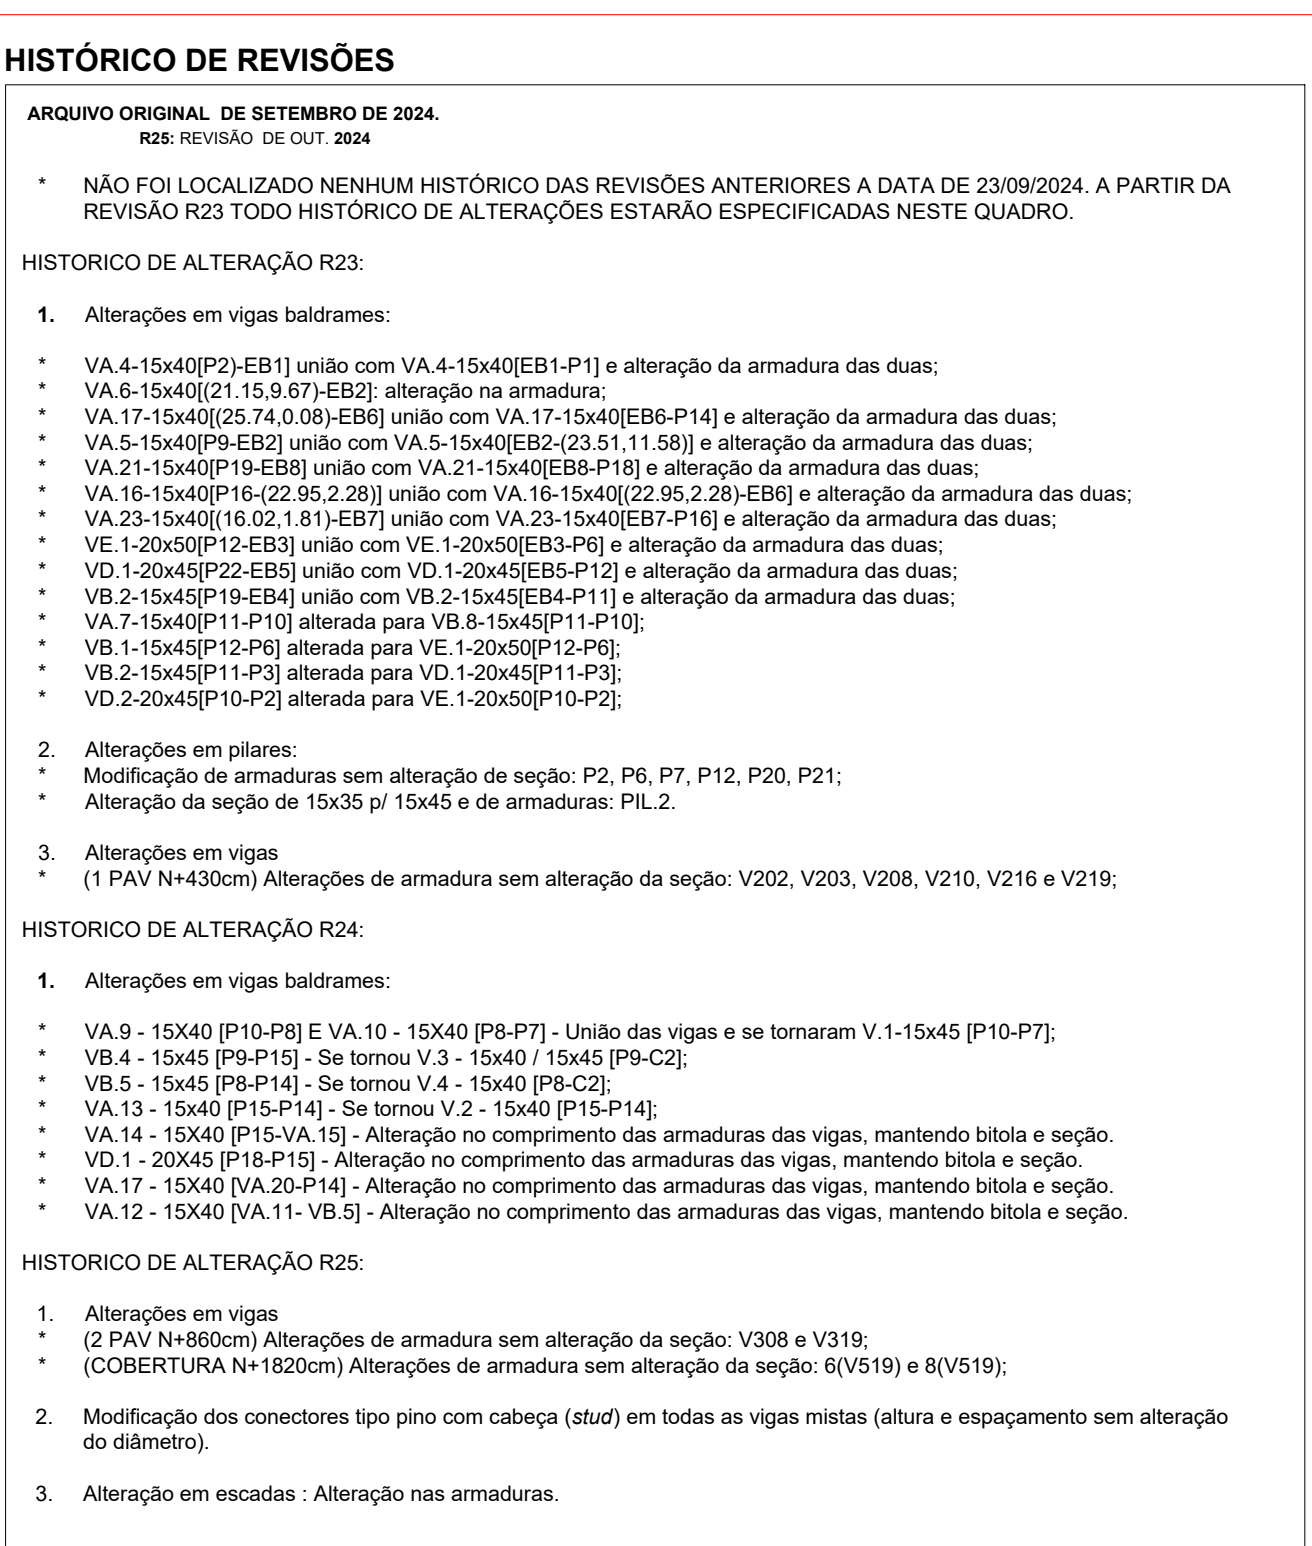 HISTÓRICO DE REVISÕES
ARQUIVO ORIGINAL DE SETEMBRO DE 2024.
R25: REVISÃO DE OUT. 2024
* NÃO FOI LOCALIZADO NENHUM HISTÓRICO DAS REVISÕES ANTERIORES A DATA DE 23/09/2024. A PARTIR DA
REVISÃO R23 TODO HISTÓRICO DE ALTERAÇÕES ESTARÃO ESPECIFICADAS NESTE QUADRO.
HISTORICO DE ALTERAÇÃO R23:
1. Alterações em vigas baldrames:
* VA.4-15x40[P2)-EB1] união com VA.4-15x40[EB1-P1] e alteração da armadura das duas;
* VA.6-15x40[(21.15,9.67)-EB2]: alteração na armadura;
* VA.17-15x40[(25.74,0.08)-EB6] união com VA.17-15x40[EB6-P14] e alteração da armadura das duas;
* VA.5-15x40[P9-EB2] união com VA.5-15x40[EB2-(23.51,11.58)] e alteração da armadura das duas;
* VA.21-15x40[P19-EB8] união com VA.21-15x40[EB8-P18] e alteração da armadura das duas;
* VA.16-15x40[P16-(22.95,2.28)] união com VA.16-15x40[(22.95,2.28)-EB6] e alteração da armadura das duas;
* VA.23-15x40[(16.02,1.81)-EB7] união com VA.23-15x40[EB7-P16] e alteração da armadura das duas;
* VE.1-20x50[P12-EB3] união com VE.1-20x50[EB3-P6] e alteração da armadura das duas;
* VD.1-20x45[P22-EB5] união com VD.1-20x45[EB5-P12] e alteração da armadura das duas;
* VB.2-15x45[P19-EB4] união com VB.2-15x45[EB4-P11] e alteração da armadura das duas;
* VA.7-15x40[P11-P10] alterada para VB.8-15x45[P11-P10];
* VB.1-15x45[P12-P6] alterada para VE.1-20x50[P12-P6];
* VB.2-15x45[P11-P3] alterada para VD.1-20x45[P11-P3];
* VD.2-20x45[P10-P2] alterada para VE.1-20x50[P10-P2];
2. Alterações em pilares:
* Modificação de armaduras sem alteração de seção: P2, P6, P7, P12, P20, P21;
* Alteração da seção de 15x35 p/ 15x45 e de armaduras: PIL.2.
3. Alterações em vigas
* (1 PAV N+430cm) Alterações de armadura sem alteração da seção: V202, V203, V208, V210, V216 e V219;
HISTORICO DE ALTERAÇÃO R24:
1. Alterações em vigas baldrames:
* VA.9 - 15X40 [P10-P8] E VA.10 - 15X40 [P8-P7] - União das vigas e se tornaram V.1-15x45 [P10-P7];
* VB.4 - 15x45 [P9-P15] - Se tornou V.3 - 15x40 / 15x45 [P9-C2];
* VB.5 - 15x45 [P8-P14] - Se tornou V.4 - 15x40 [P8-C2];
* VA.13 - 15x40 [P15-P14] - Se tornou V.2 - 15x40 [P15-P14];
* VA.14 - 15X40 [P15-VA.15] - Alteração no comprimento das armaduras das vigas, mantendo bitola e seção.
* VD.1 - 20X45 [P18-P15] - Alteração no comprimento das armaduras das vigas, mantendo bitola e seção.
* VA.17 - 15X40 [VA.20-P14] - Alteração no comprimento das armaduras das vigas, mantendo bitola e seção.
* VA.12 - 15X40 [VA.11- VB.5] - Alteração no comprimento das armaduras das vigas, mantendo bitola e seção.
HISTORICO DE ALTERAÇÃO R25:
1. Alterações em vigas
* (2 PAV N+860cm) Alterações de armadura sem alteração da seção: V308 e V319;
* (COBERTURA N+1820cm) Alterações de armadura sem alteração da seção: 6(V519) e 8(V519);
2. Modificação dos conectores tipo pino com cabeça (stud) em todas as vigas mistas (altura e espaçamento sem alteração
do diâmetro).
3. Alteração em escadas : Alteração nas armaduras.